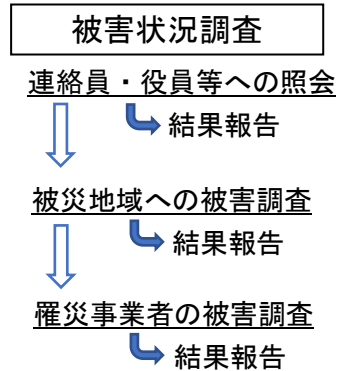 被害状況調査
連絡員・役員等への照会
結果報告
被災地域への被害調査
結果報告
罹災事業者の被害調査
結果報告